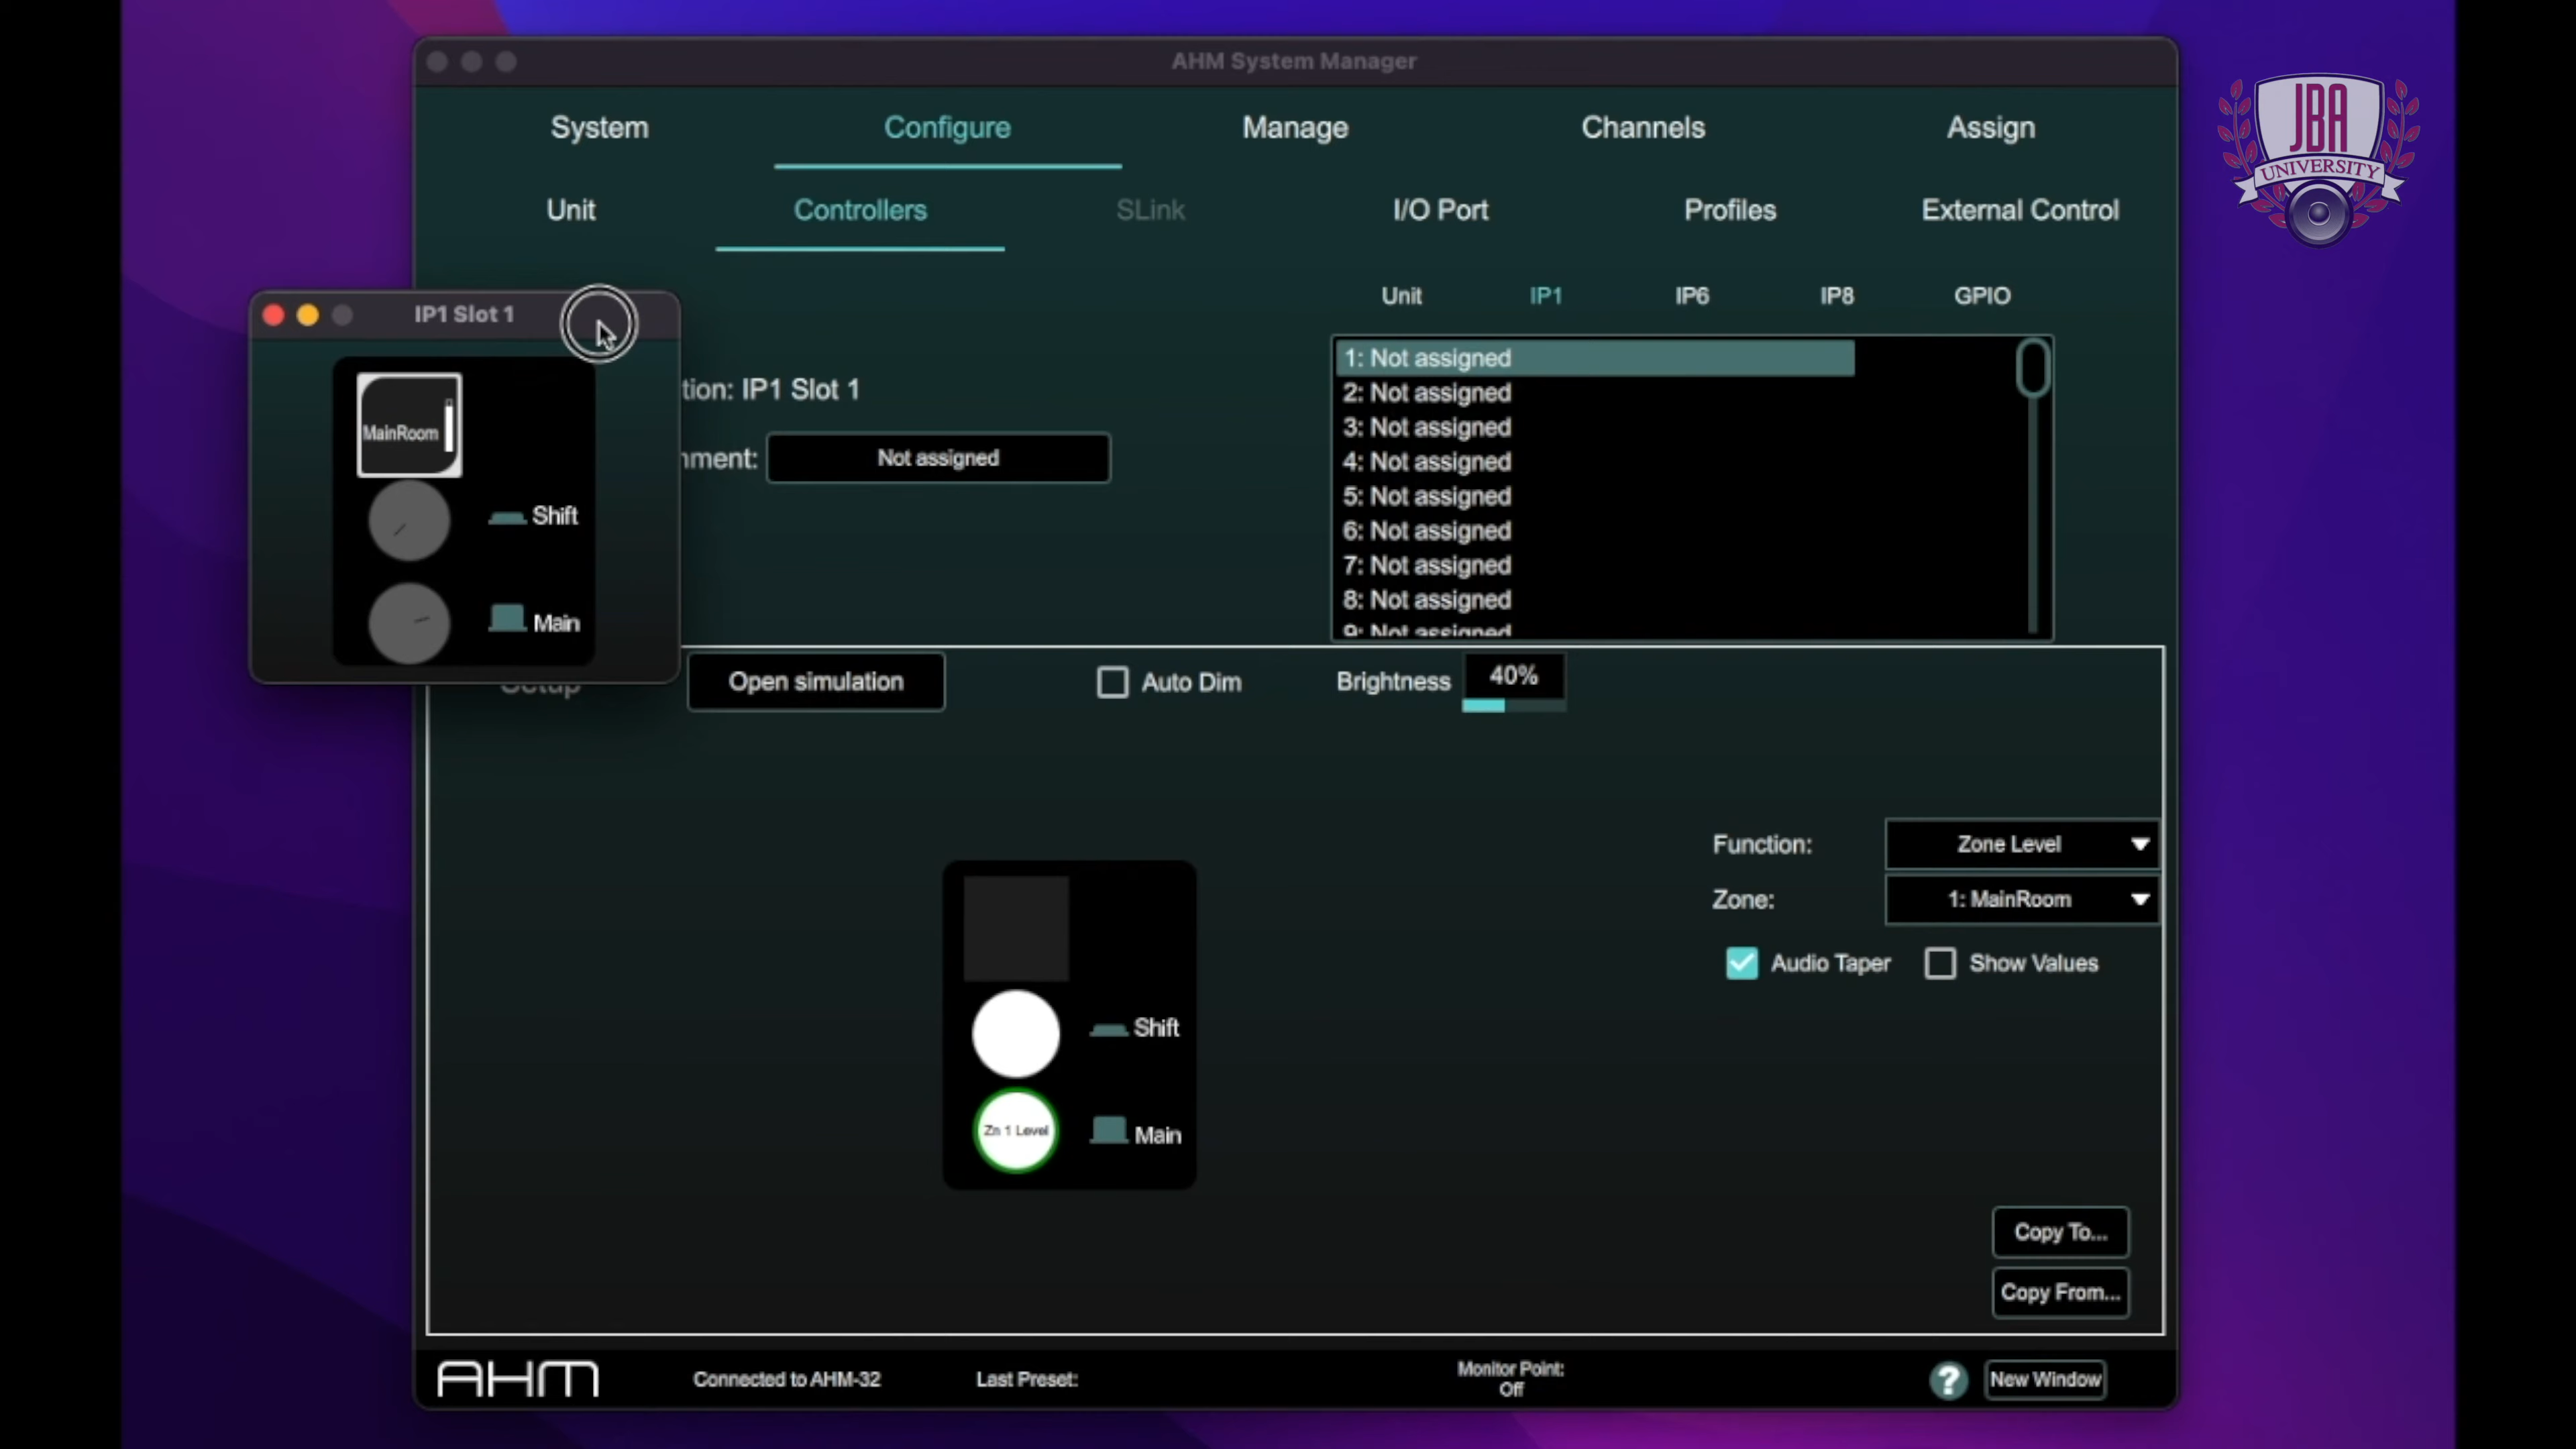 AHM System Manager
JBA
UNIVERSITY
System
Configure
Manage
Channels
Assign
Unit
Controllers
SLink
I/O Port
Profiles
External Control
Unit
IP1
IP6
IP8
GPIO
IP1 Slot 1
MainRoom
Shift
Main
tion: IP1 Slot 1
nment:
Not assigned
1: Not assigned
2: Not assigned
3: Not assigned
4: Not assigned
5: Not assigned
6: Not assigned
7: Not assigned
8: Not assigned
9: Not assigned
Setup
Open simulation
Auto Dim
Brightness
40%
Function:
Zone Level
Zone:
1: MainRoom
Audio Taper
Show Values
Shift
Zn 1 Level
Main
Copy To...
Copy From...
AHM
Connected to AHM-32
Last Preset:
Monitor Point:
Off
?
New Window